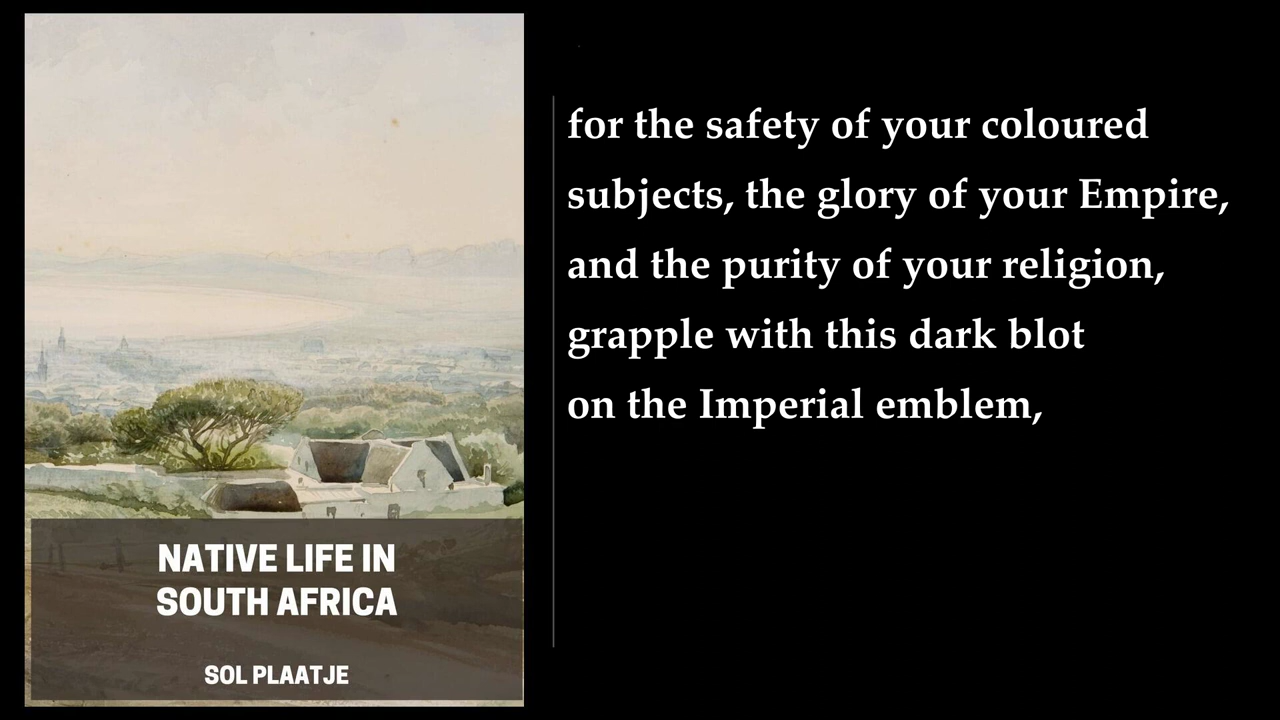 for the safety of your coloured
subjects, the glory of your Empire,
and the purity of your religion,
grapple with this dark blot
on the Imperial emblem,
NATIVE LIFE IN
SOUTH AFRICA
SOL PLAATJE